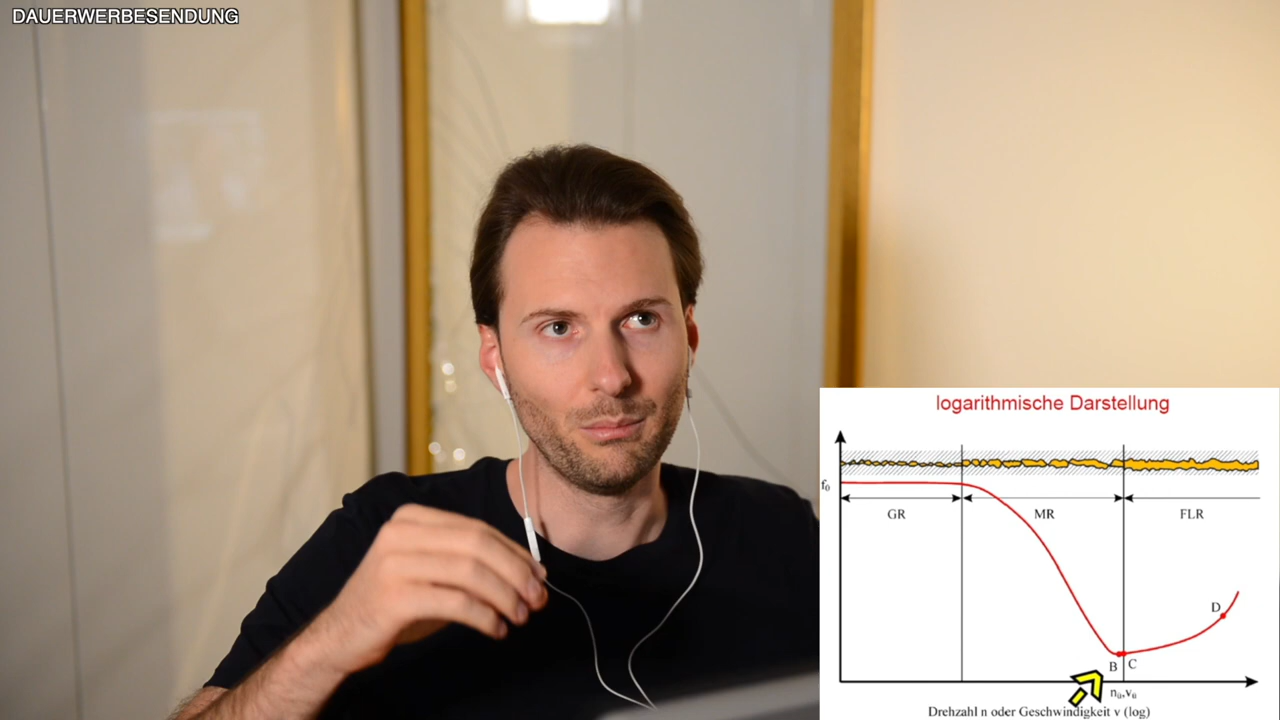 DAUERWERBESENDUNG
logarithmische Darstellung
f₀
GR
MR
FLR
D
B
C
n₀,v₀
Drehzahl n oder Geschwindigkeit v (log)